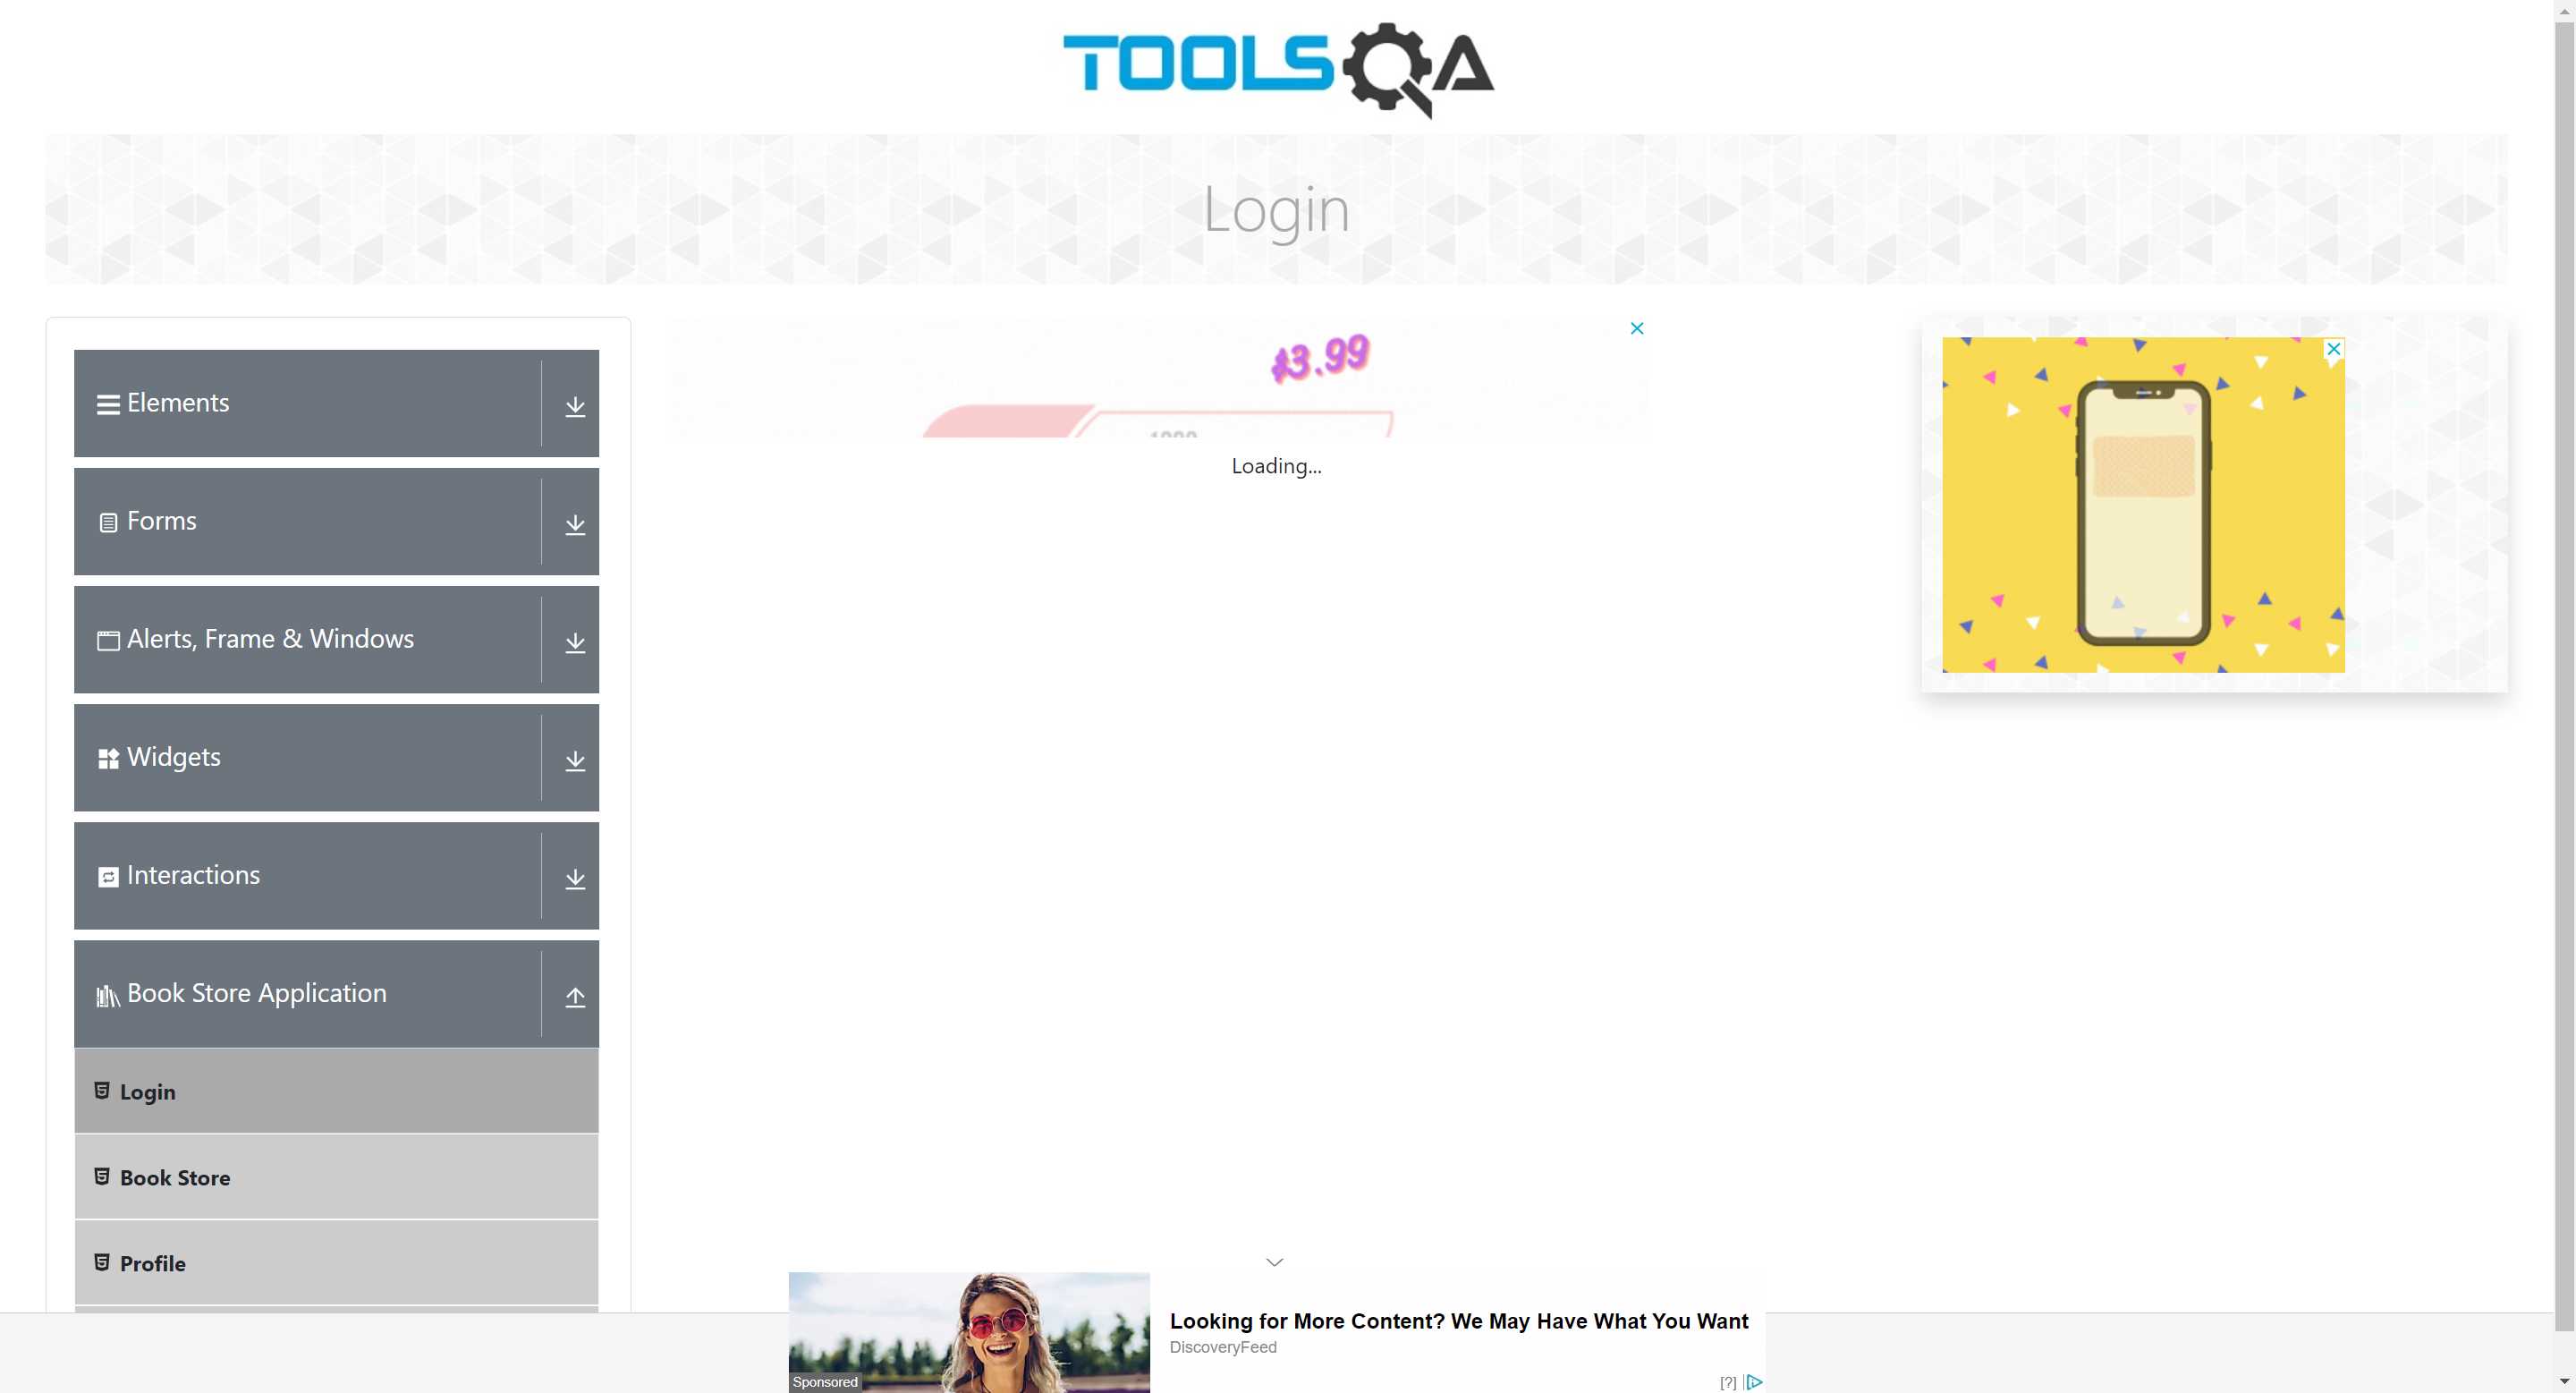 TOOLSQA
Login
Elements
Forms
Alerts, Frame & Windows
Widgets
Interactions
Book Store Application
Login
Book Store
Profile
$3.99
Loading...
Looking for More Content? We May Have What You Want
DiscoveryFeed
Sponsored
[?]